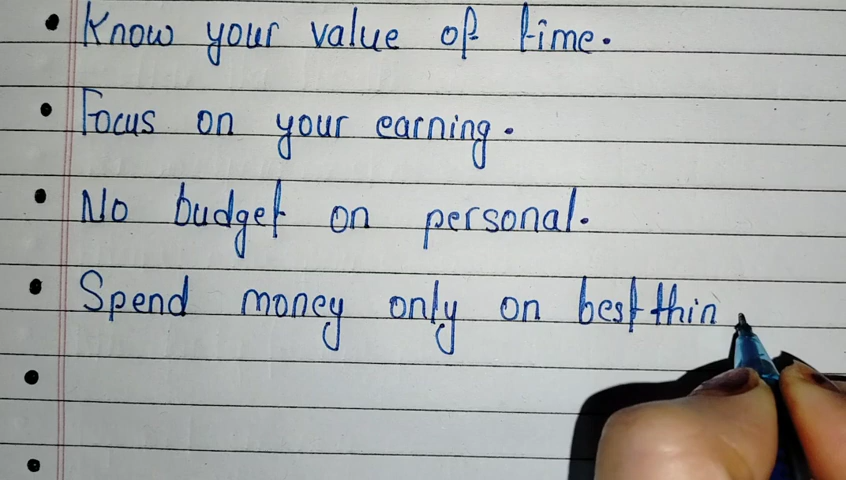 • Know your value of time.
• Focus on your earning.
• No budget on personal.
• Spend money only on best thin
•
•